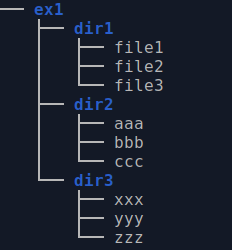 ex1
dir1
file1
file2
file3
dir2
aaa
bbb
ccc
dir3
xxx
yyy
zzz